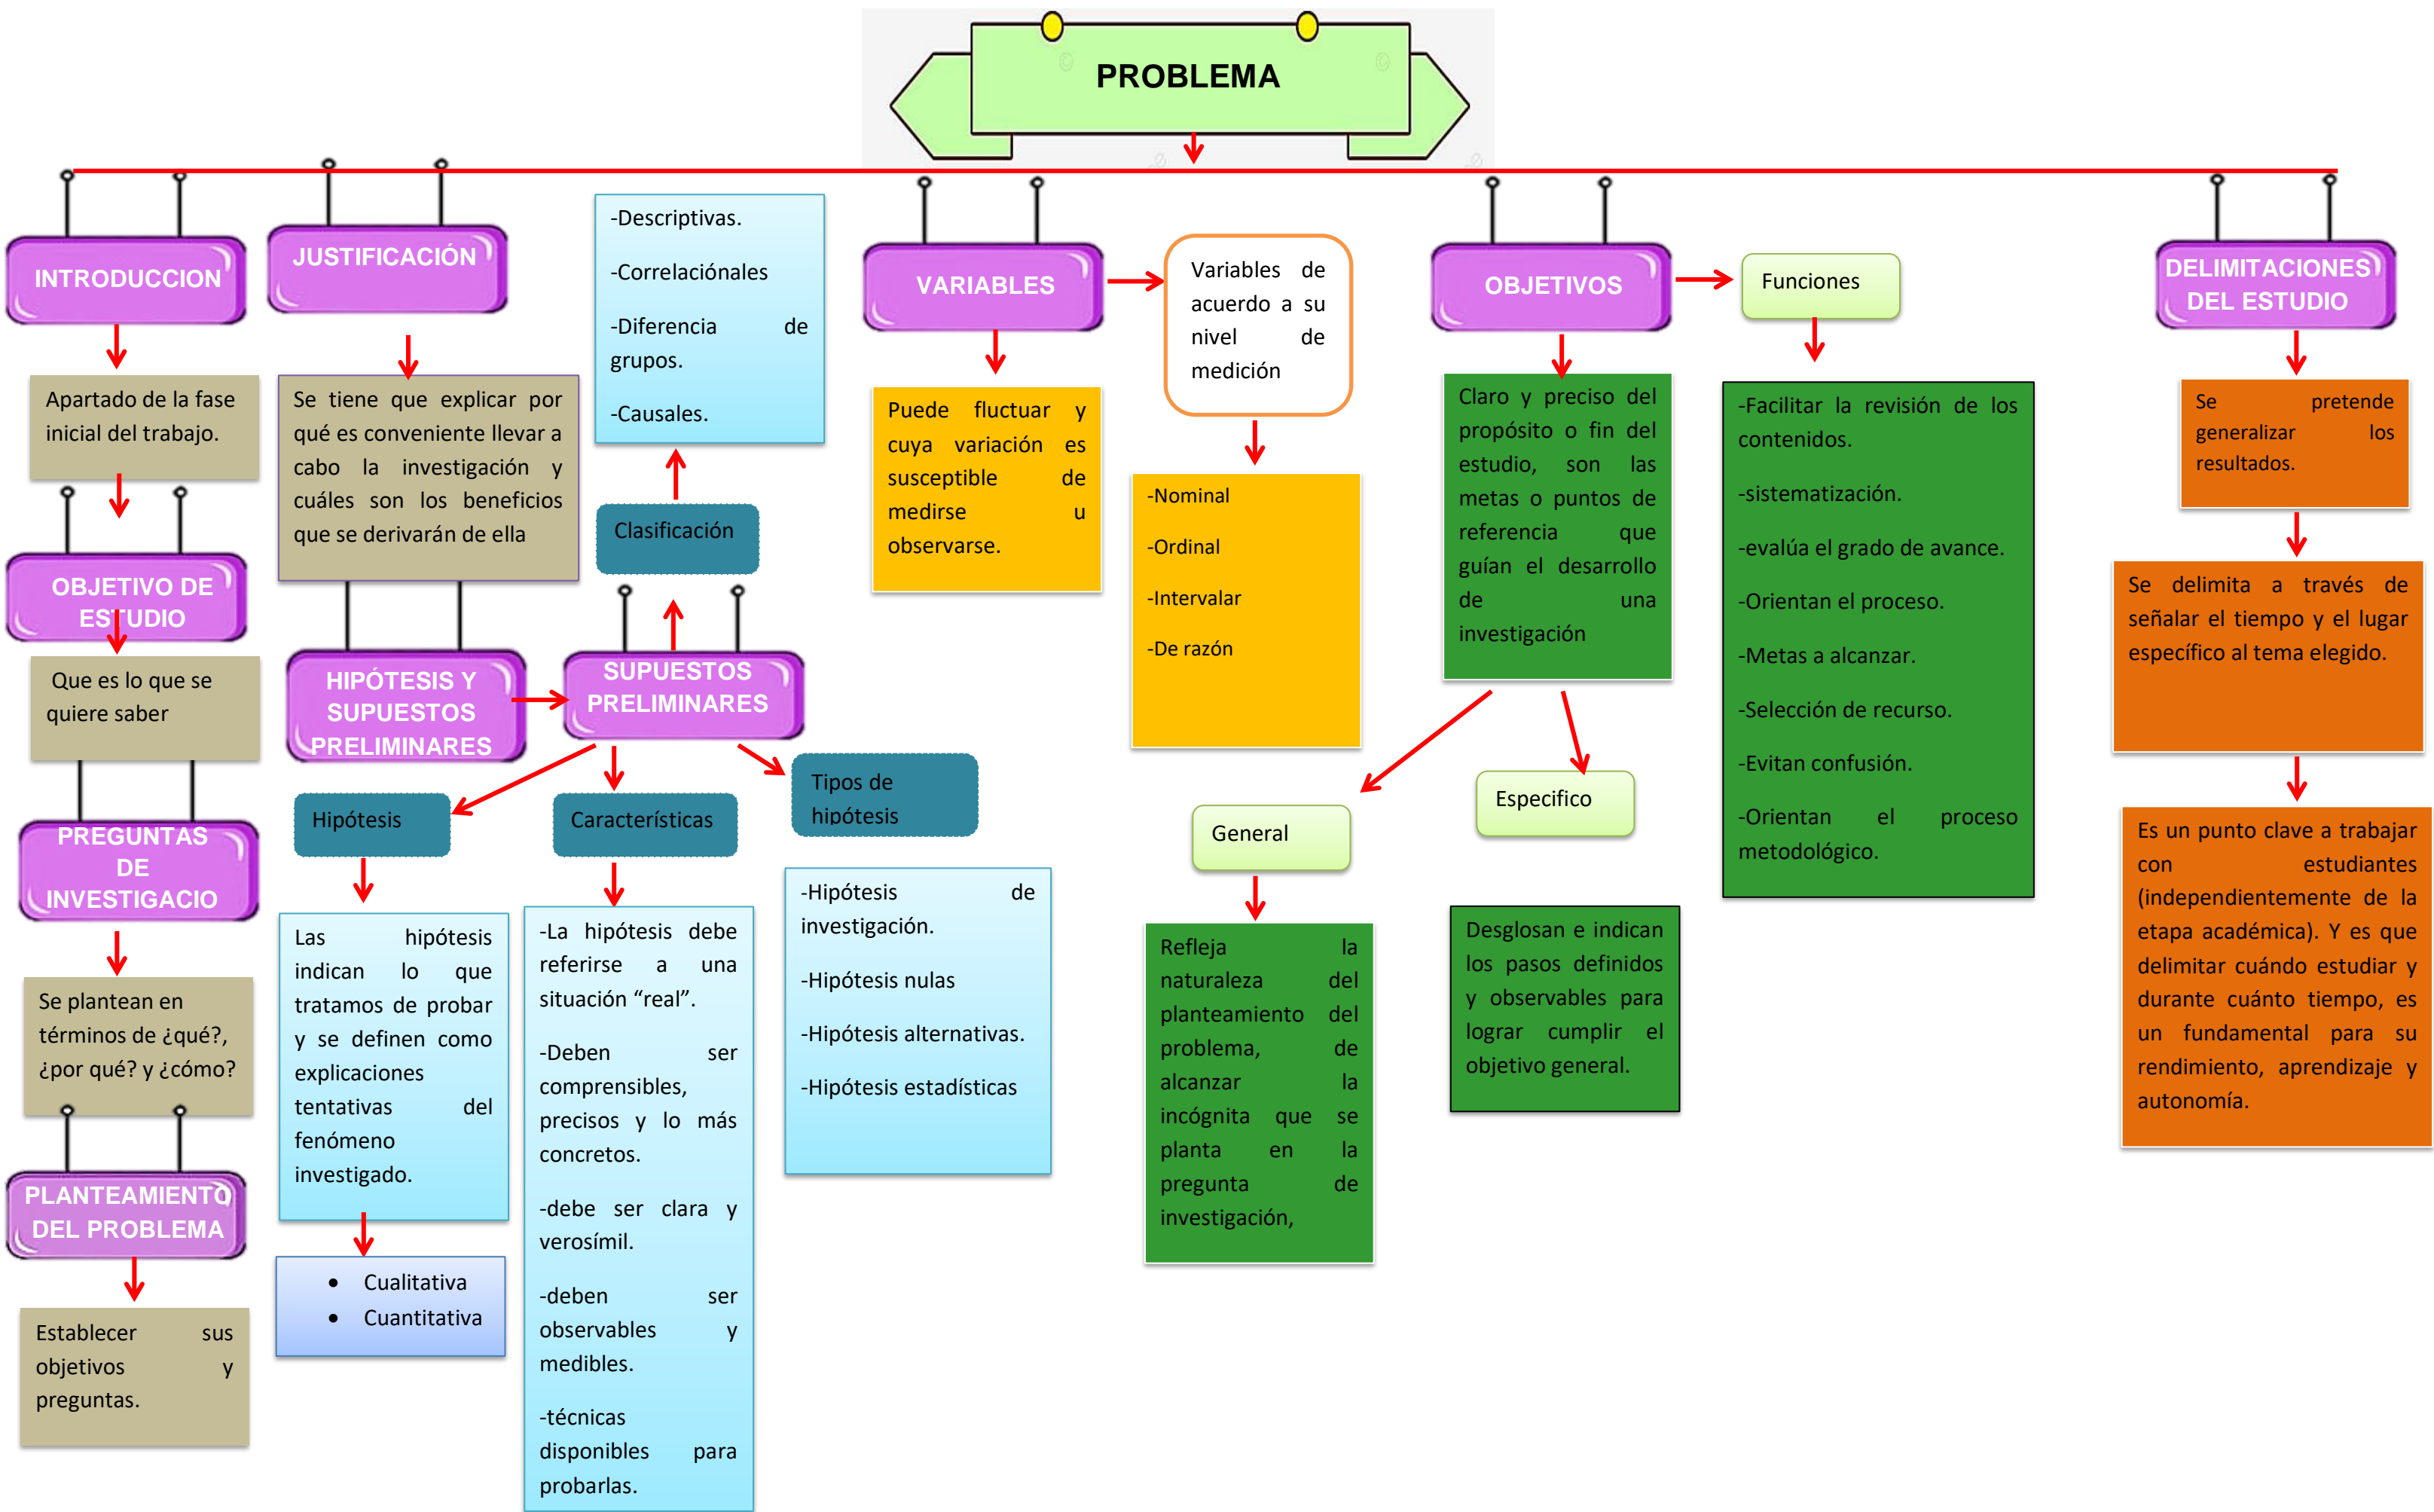 PROBLEMA
INTRODUCCION
Apartado de la fase
inicial del trabajo.
OBJETIVO DE
ESTUDIO
Que es lo que se
quiere saber
PREGUNTAS
DE
INVESTIGACIO
Se plantean en
términos de ¿qué?,
¿por qué? y ¿cómo?
PLANTEAMIENTO
DEL PROBLEMA
Establecer sus
objetivos y
preguntas.
JUSTIFICACIÓN
Se tiene que explicar por
qué es conveniente llevar a
cabo la investigación y
cuáles son los beneficios
que se derivarán de ella
HIPÓTESIS Y
SUPUESTOS
PRELIMINARES
SUPUESTOS
PRELIMINARES
Clasificación
-Descriptivas.
-Correlaciónales
-Diferencia de
grupos.
-Causales.
Hipótesis
Las hipótesis
indican lo que
tratamos de probar
y se definen como
explicaciones
tentativas del
fenómeno
investigado.
• Cualitativa
• Cuantitativa
Características
-La hipótesis debe
referirse a una
situación “real”.
-Deben ser
comprensibles,
precisos y lo más
concretos.
-debe ser clara y
verosímil.
-deben ser
observables y
medibles.
-técnicas
disponibles para
probarlas.
Tipos de
hipótesis
-Hipótesis de
investigación.
-Hipótesis nulas
-Hipótesis alternativas.
-Hipótesis estadísticas
VARIABLES
Puede fluctuar y
cuya variación es
susceptible de
medirse u
observarse.
Variables de
acuerdo a su
nivel de
medición
-Nominal
-Ordinal
-Intervalar
-De razón
OBJETIVOS
Claro y preciso del
propósito o fin del
estudio, son las
metas o puntos de
referencia que
guían el desarrollo
de una
investigación
General
Refleja la
naturaleza del
planteamiento del
problema, de
alcanzar la
incógnita que se
planta en la
pregunta de
investigación,
Especifico
Desglosan e indican
los pasos definidos
y observables para
lograr cumplir el
objetivo general.
Funciones
-Facilitar la revisión de los
contenidos.
-sistematización.
-evalúa el grado de avance.
-Orientan el proceso.
-Metas a alcanzar.
-Selección de recurso.
-Evitan confusión.
-Orientan el proceso
metodológico.
DELIMITACIONES
DEL ESTUDIO
Se pretende
generalizar los
resultados.
Se delimita a través de
señalar el tiempo y el lugar
específico al tema elegido.
Es un punto clave a trabajar
con estudiantes
(independientemente de la
etapa académica). Y es que
delimitar cuándo estudiar y
durante cuánto tiempo, es
un fundamental para su
rendimiento, aprendizaje y
autonomía.